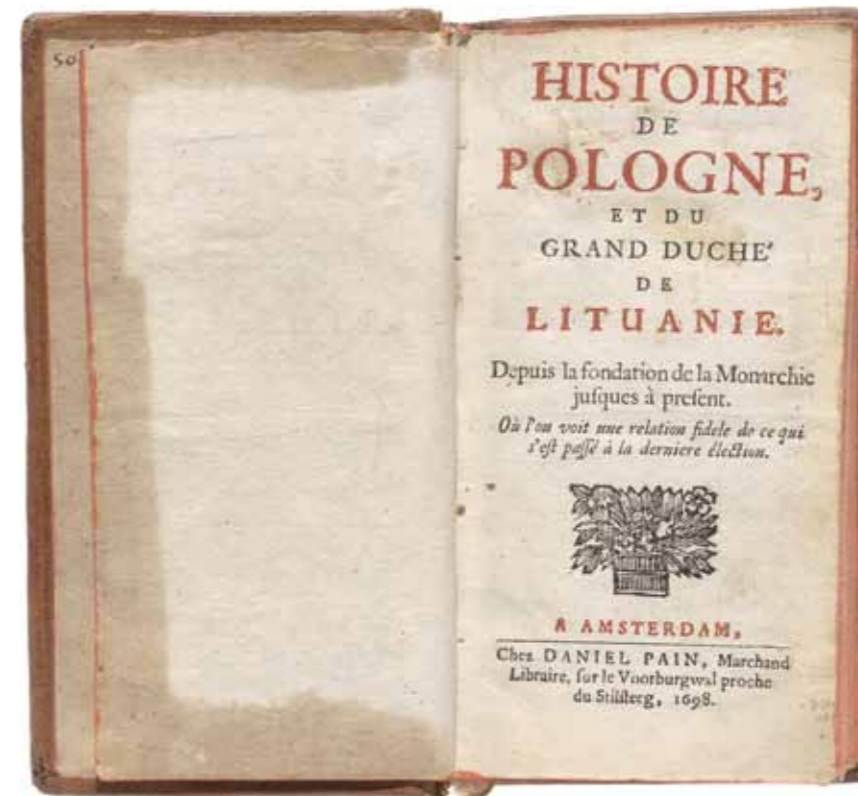 50
HISTOIRE
DE
POLOGNE,
ET DU
GRAND DUCHE'
DE
LITUANIE.
Depuis la fondation de la Monarchie
juſques à preſent.
Où l'on voit une relation fidele de ce qui
s'eſt paſſé à la derniere élection.
A AMSTERDAM,
Chez DANIEL PAIN, Marchand
Libraire, ſur le Voorburgwal proche
du Stilſterg, 1698.